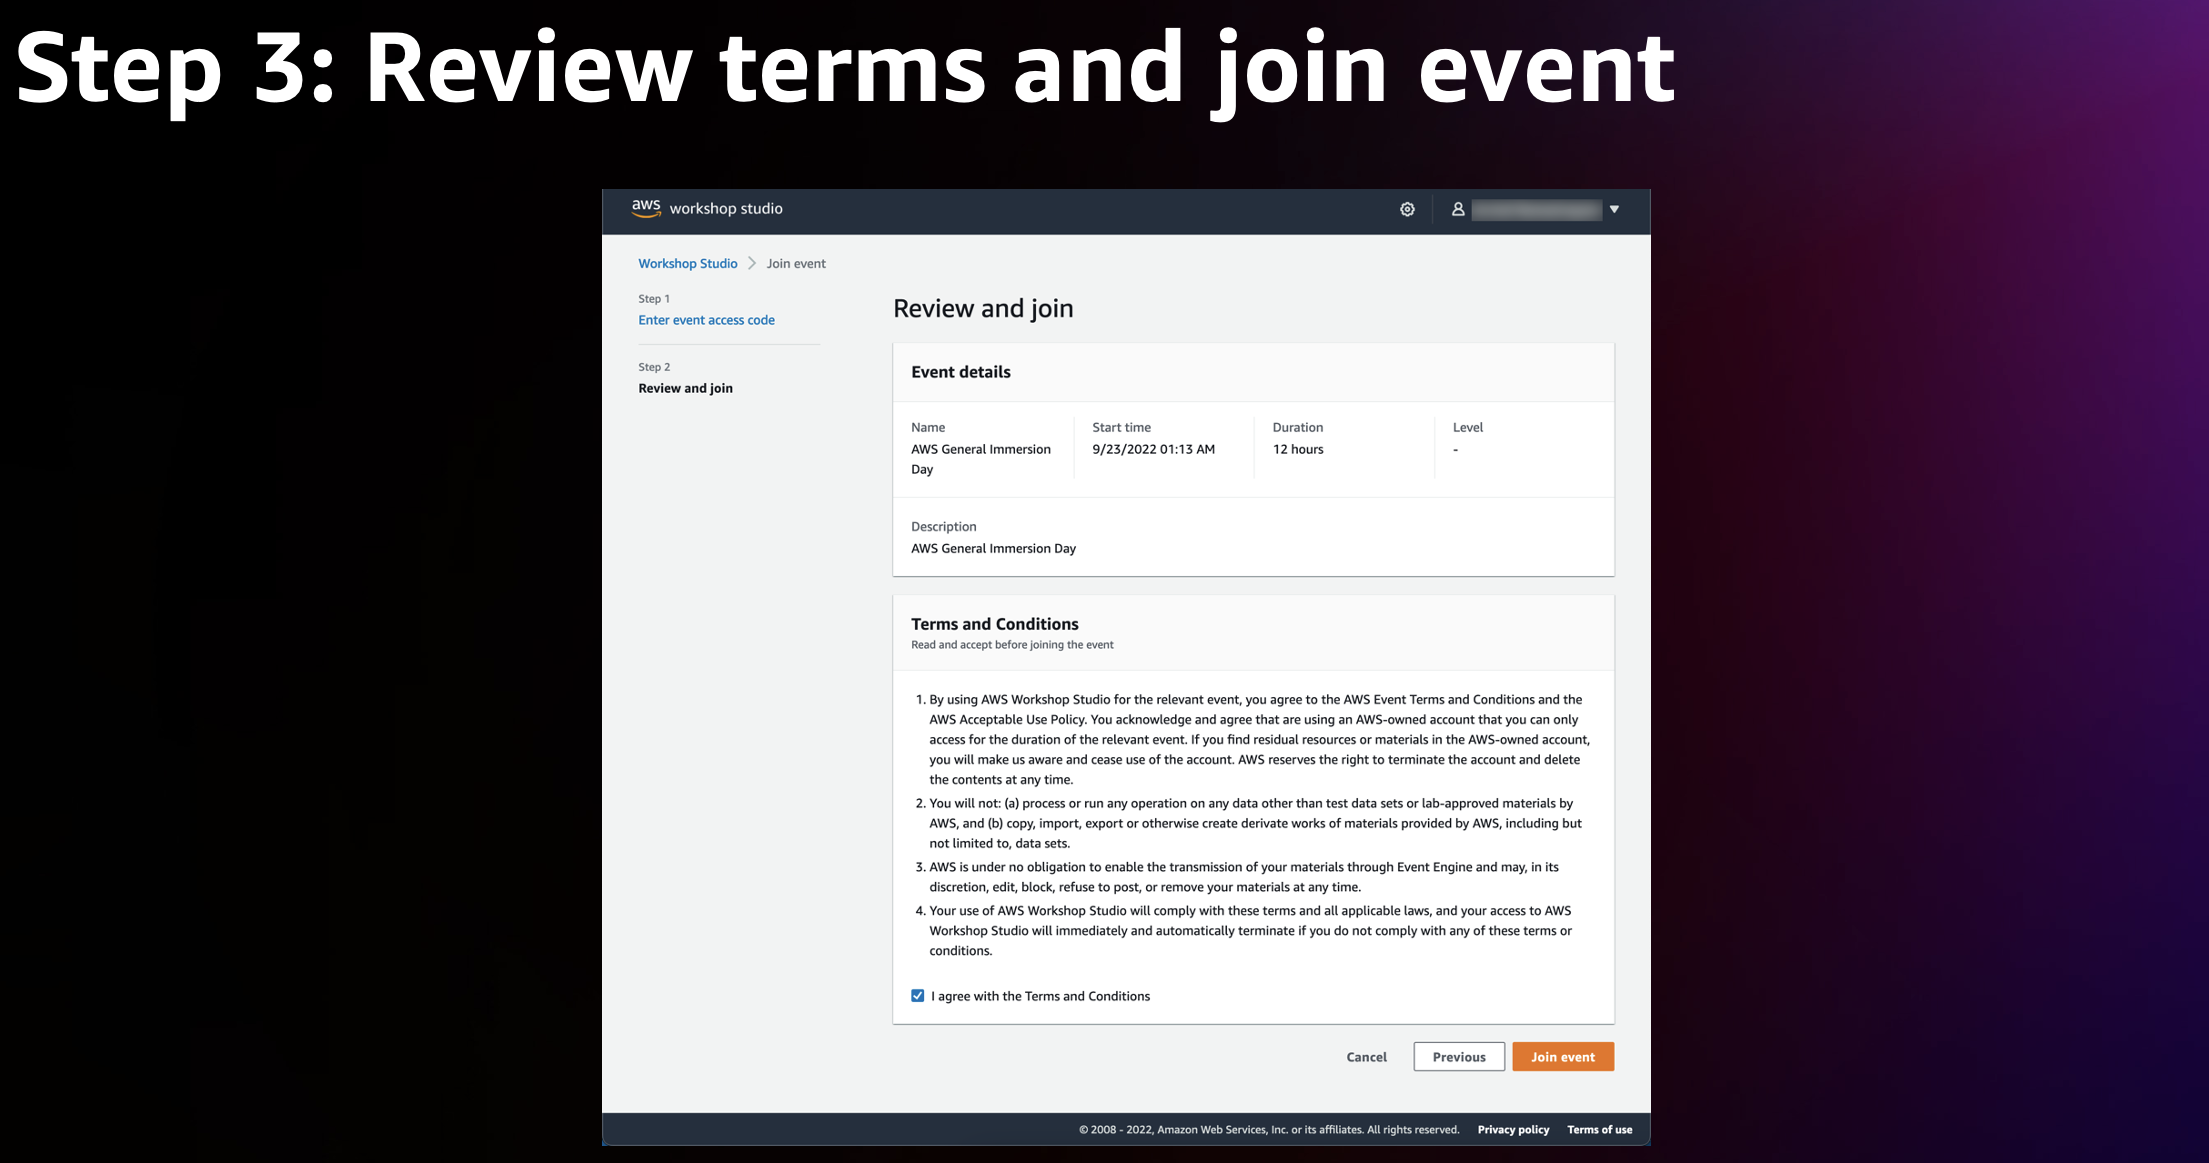 Step 3: Review terms and join event
aws workshop studio
Workshop Studio > Join event
Step 1
Enter event access code
Step 2
Review and join
Review and join
Event details
Name
AWS General Immersion
Day
Start time
9/23/2022 01:13 AM
Duration
12 hours
Level
-
Description
AWS General Immersion Day
Terms and Conditions
Read and accept before joining the event
1. By using AWS Workshop Studio for the relevant event, you agree to the AWS Event Terms and Conditions and the
AWS Acceptable Use Policy. You acknowledge and agree that are using an AWS-owned account that you can only
access for the duration of the relevant event. If you find residual resources or materials in the AWS-owned account,
you will make us aware and cease use of the account. AWS reserves the right to terminate the account and delete
the contents at any time.
2. You will not: (a) process or run any operation on any data other than test data sets or lab-approved materials by
AWS, and (b) copy, import, export or otherwise create derivate works of materials provided by AWS, including but
not limited to, data sets.
3. AWS is under no obligation to enable the transmission of your materials through Event Engine and may, in its
discretion, edit, block, refuse to post, or remove your materials at any time.
4. Your use of AWS Workshop Studio will comply with these terms and all applicable laws, and your access to AWS
Workshop Studio will immediately and automatically terminate if you do not comply with any of these terms or
conditions.
I agree with the Terms and Conditions
Cancel Previous Join event
© 2008 - 2022, Amazon Web Services, Inc. or its affiliates. All rights reserved. Privacy policy Terms of use